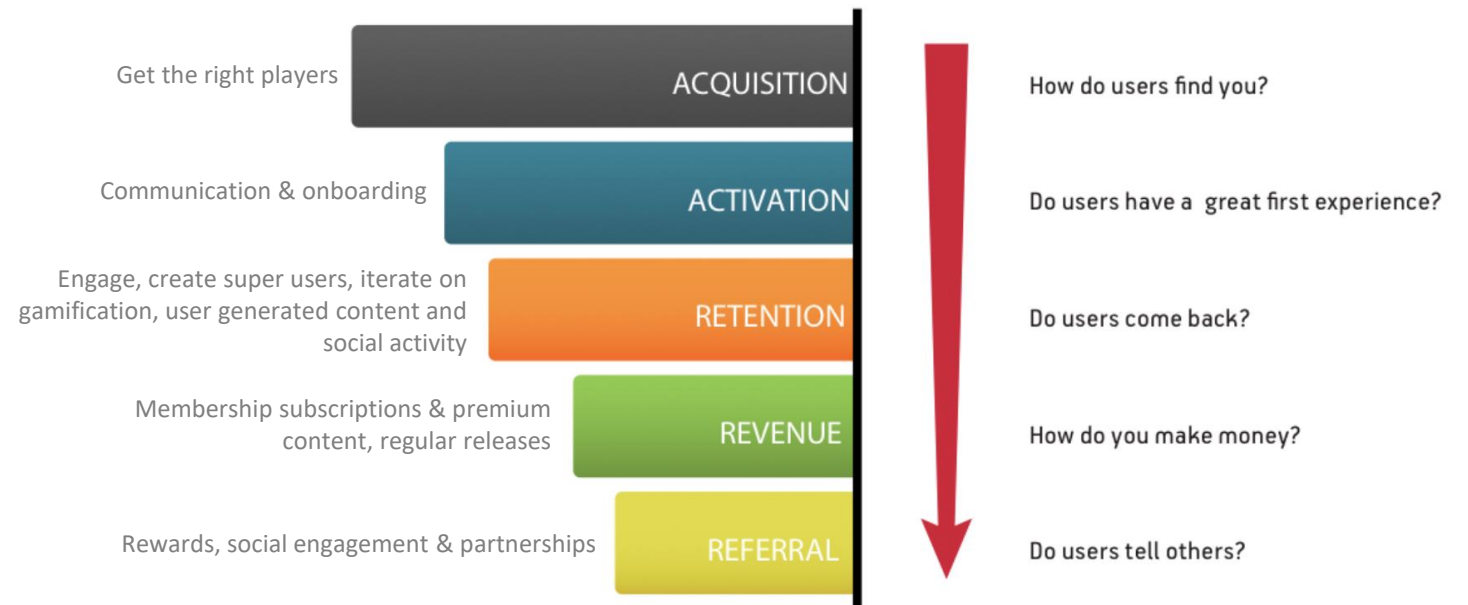 Get the right players
ACQUISITION
How do users find you?
Communication & onboarding
ACTIVATION
Do users have a great first experience?
Engage, create super users, iterate on
gamification, user generated content and
social activity
RETENTION
Do users come back?
Membership subscriptions & premium
content, regular releases
REVENUE
How do you make money?
Rewards, social engagement & partnerships
REFERRAL
Do users tell others?